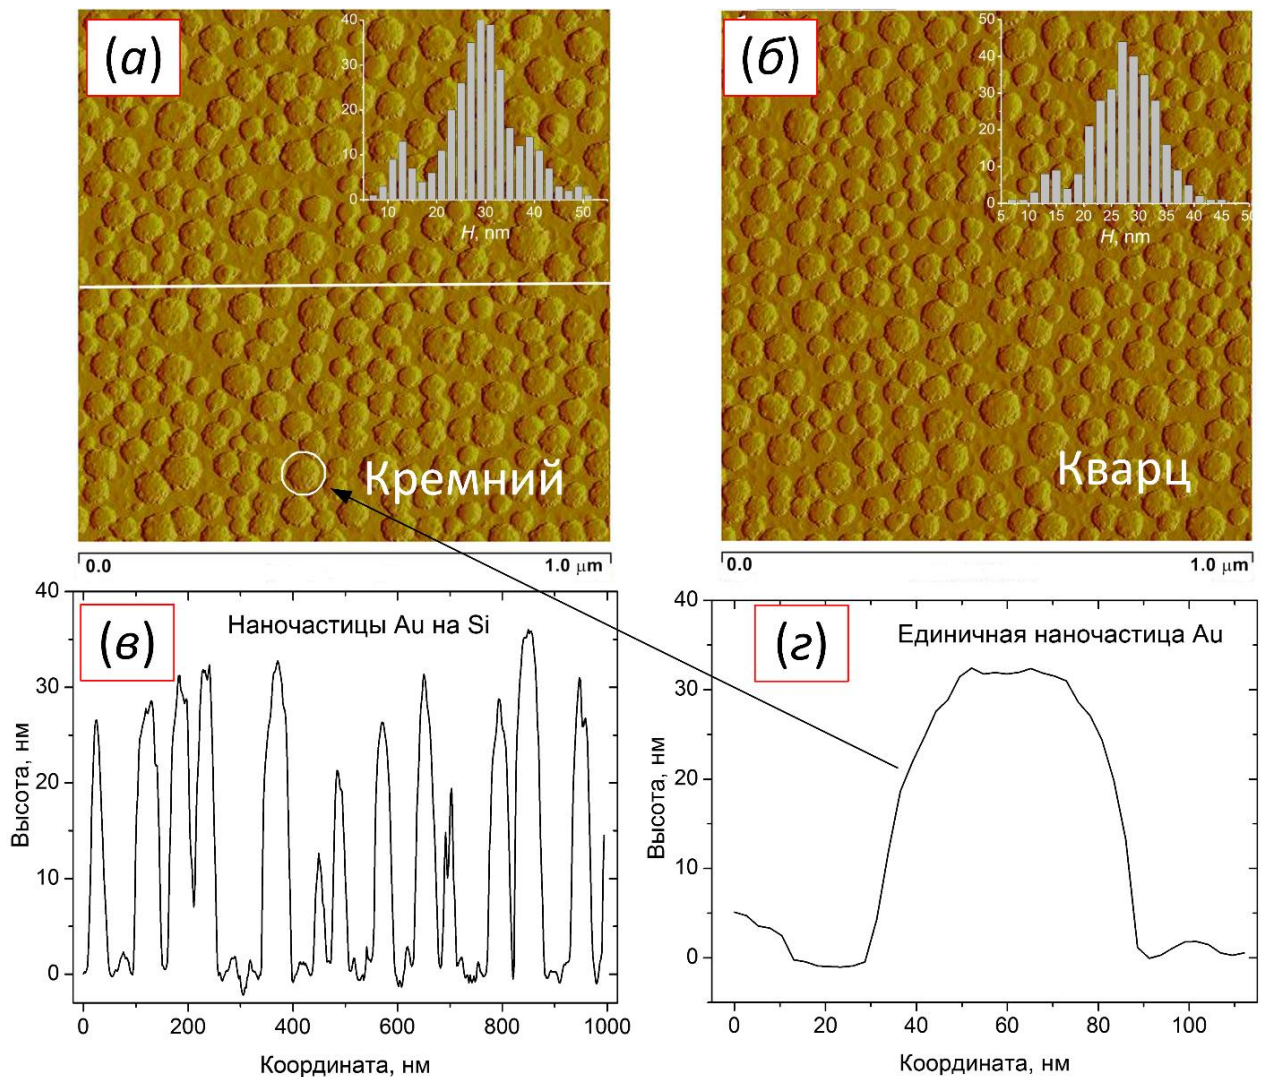 (а)
40
30
20
10
0
10 20 30 40 50
H, nm
Кремний
0.0 1.0 μm
(б)
50
40
30
20
10
0
5 10 15 20 25 30 35 40 45 50
H, nm
Кварц
0.0 1.0 μm
(в)
Наночастицы Au на Si
40
30
20
10
0
Высота, нм
0 200 400 600 800 1000
Координата, нм
(г)
Единичная наночастица Au
40
30
20
10
0
Высота, нм
0 20 40 60 80 100
Координата, нм